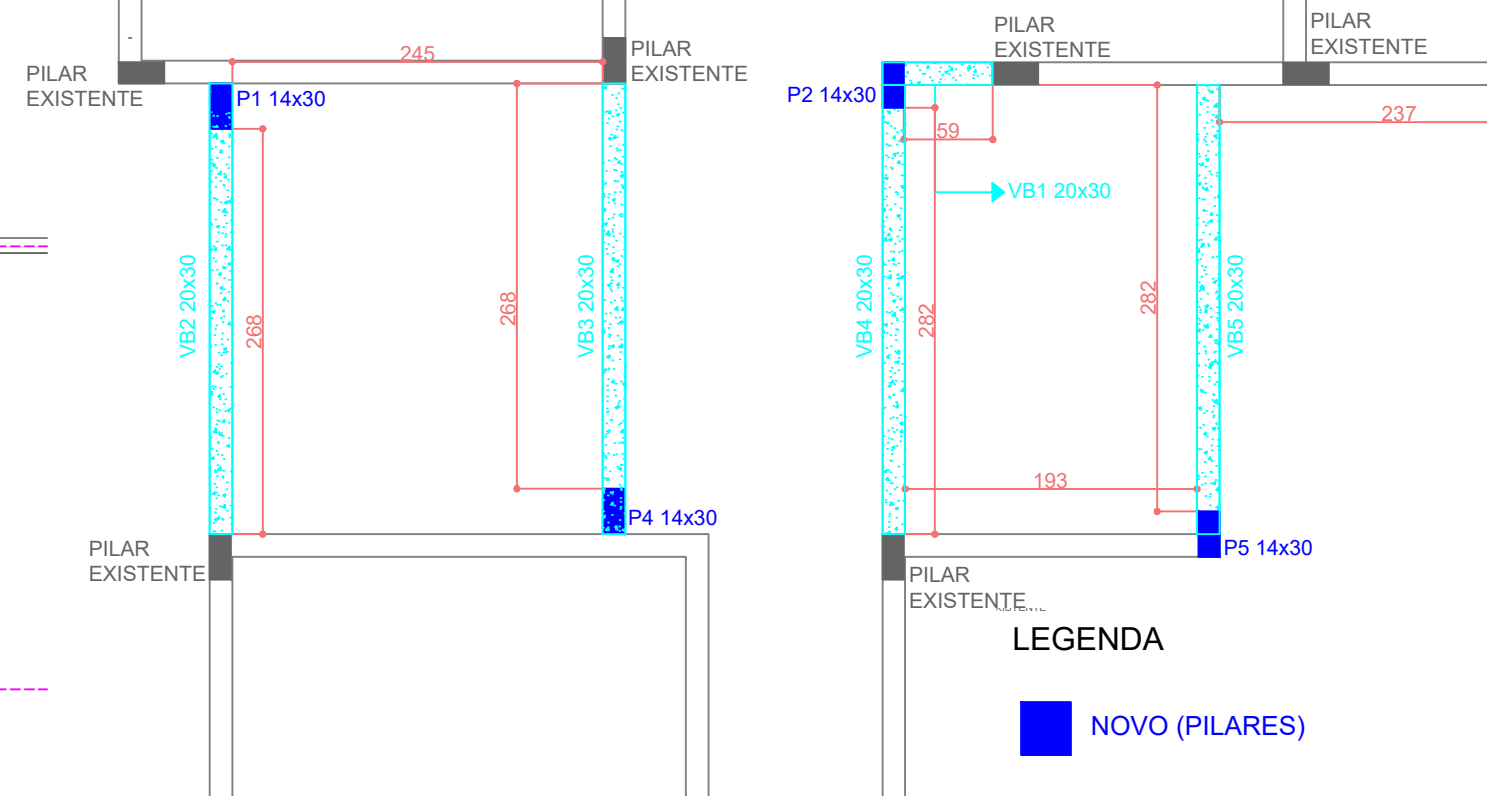 -
245
PILAR
EXISTENTE
PILAR
EXISTENTE
P1 14x30
VB2 20x30
268
268
VB3 20x30
P4 14x30
PILAR
EXISTENTE
PILAR
EXISTENTE
PILAR
EXISTENTE
P2 14x30
59
237
VB1 20x30
VB4 20x30
282
282
VB5 20x30
193
P5 14x30
PILAR
EXISTENTE
LEGENDA
NOVO (PILARES)